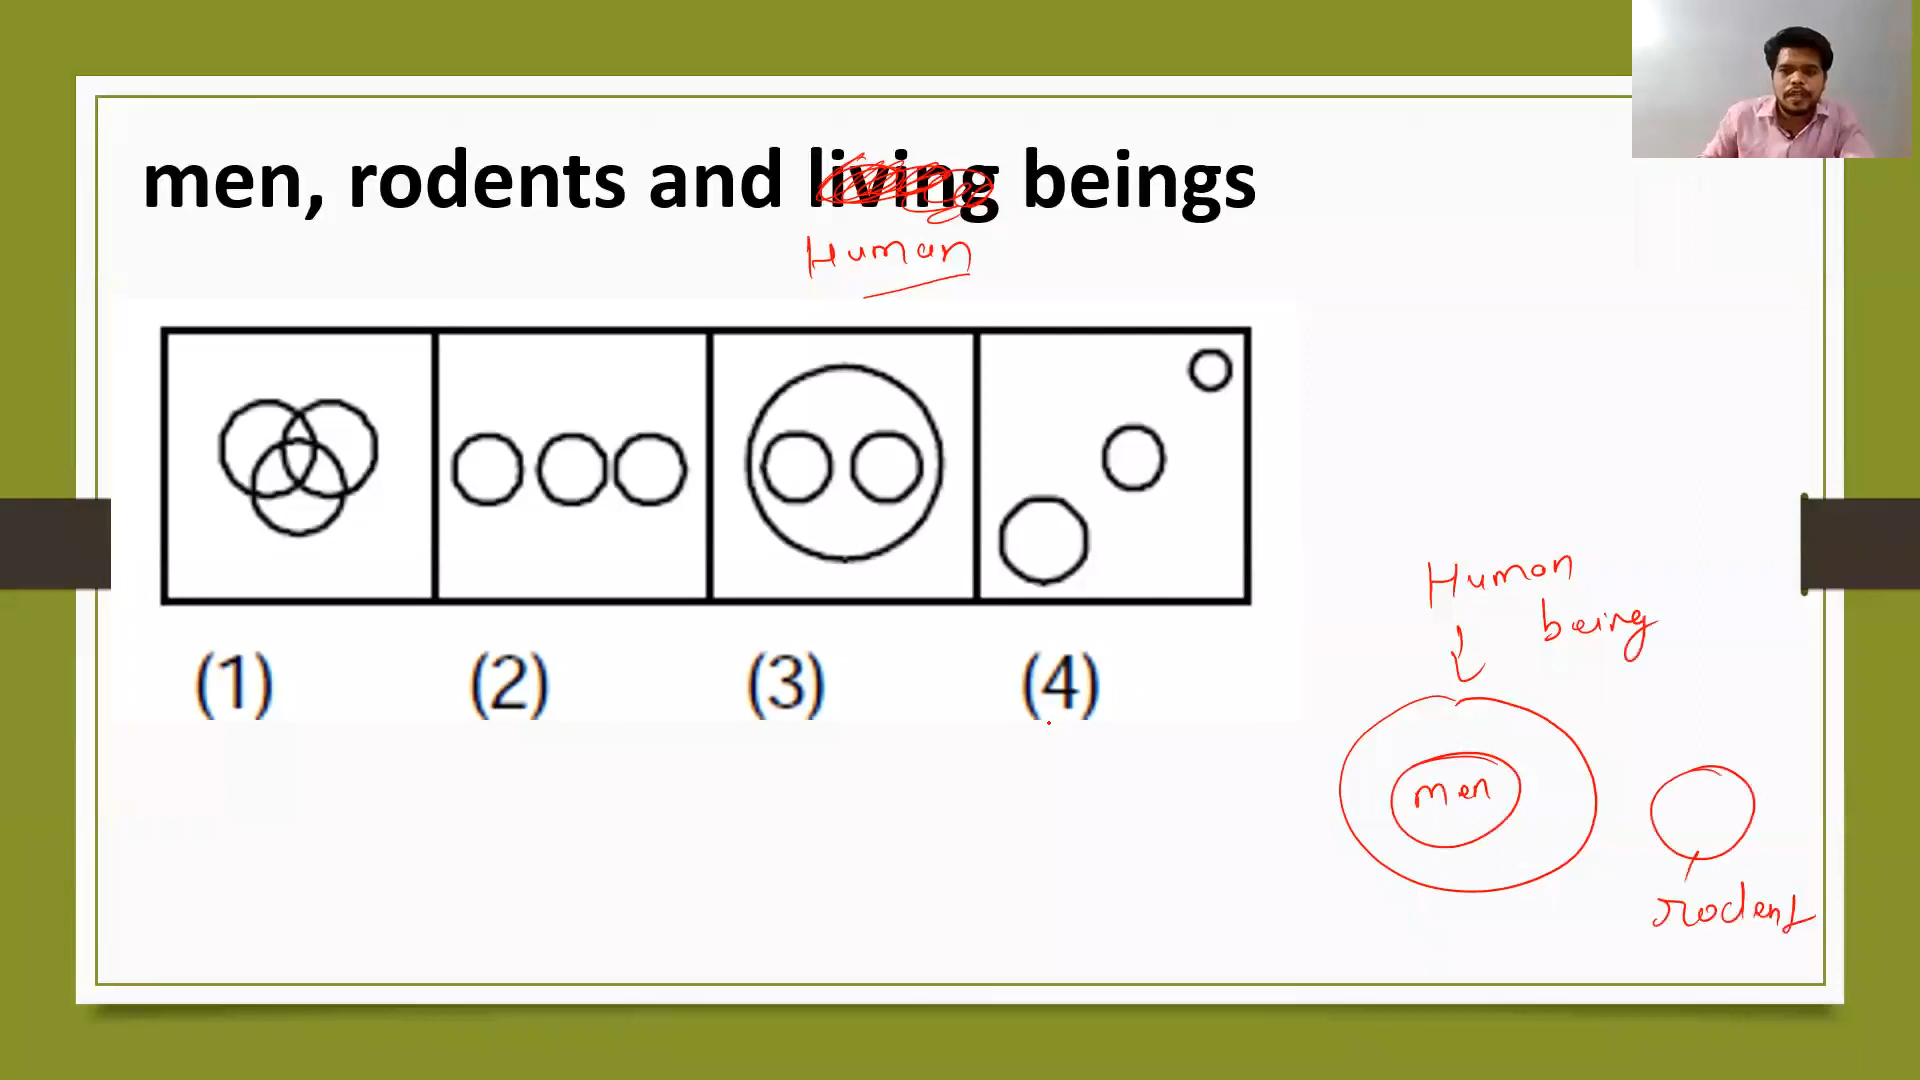 men, rodents and living beings
Human
Human
being
(1) (2) (3) (4)
men
rodent